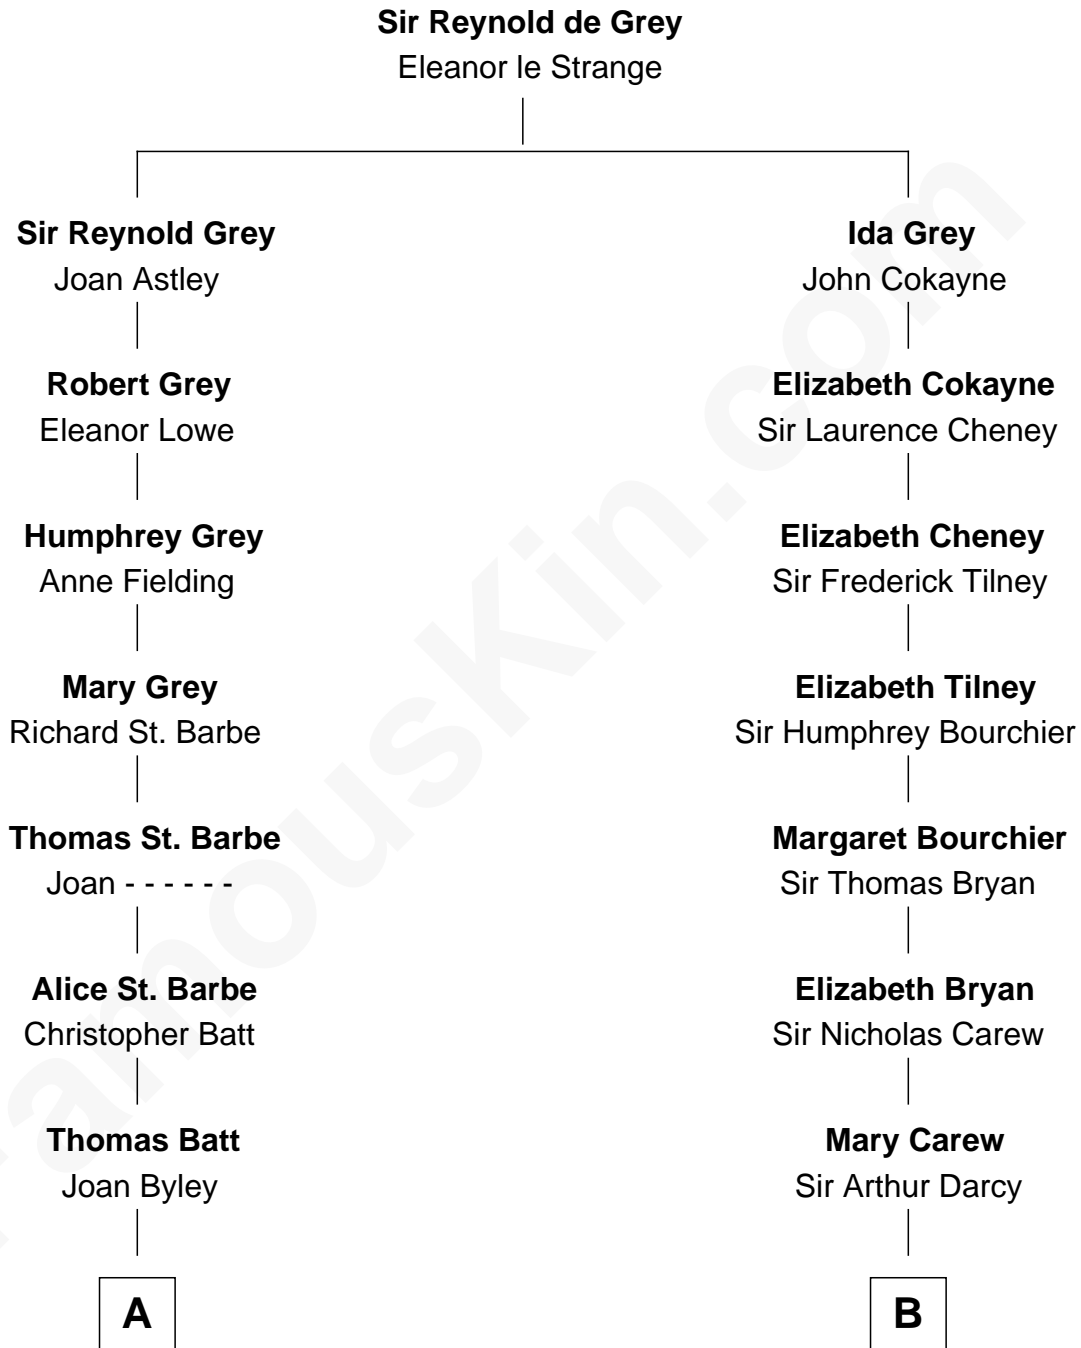 Sir Reynold de Grey
Eleanor le Strange
Sir Reynold Grey
Joan Astley
Ida Grey
John Cokayne
Robert Grey
Eleanor Lowe
Elizabeth Cokayne
Sir Laurence Cheney
Humphrey Grey
Anne Fielding
Elizabeth Cheney
Sir Frederick Tilney
Mary Grey
Richard St. Barbe
Elizabeth Tilney
Sir Humphrey Bourchier
Thomas St. Barbe
Joan - - - - - -
Margaret Bourchier
Sir Thomas Bryan
Alice St. Barbe
Christopher Batt
Elizabeth Bryan
Sir Nicholas Carew
Thomas Batt
Joan Byley
Mary Carew
Sir Arthur Darcy
A
B
FamousKin.com